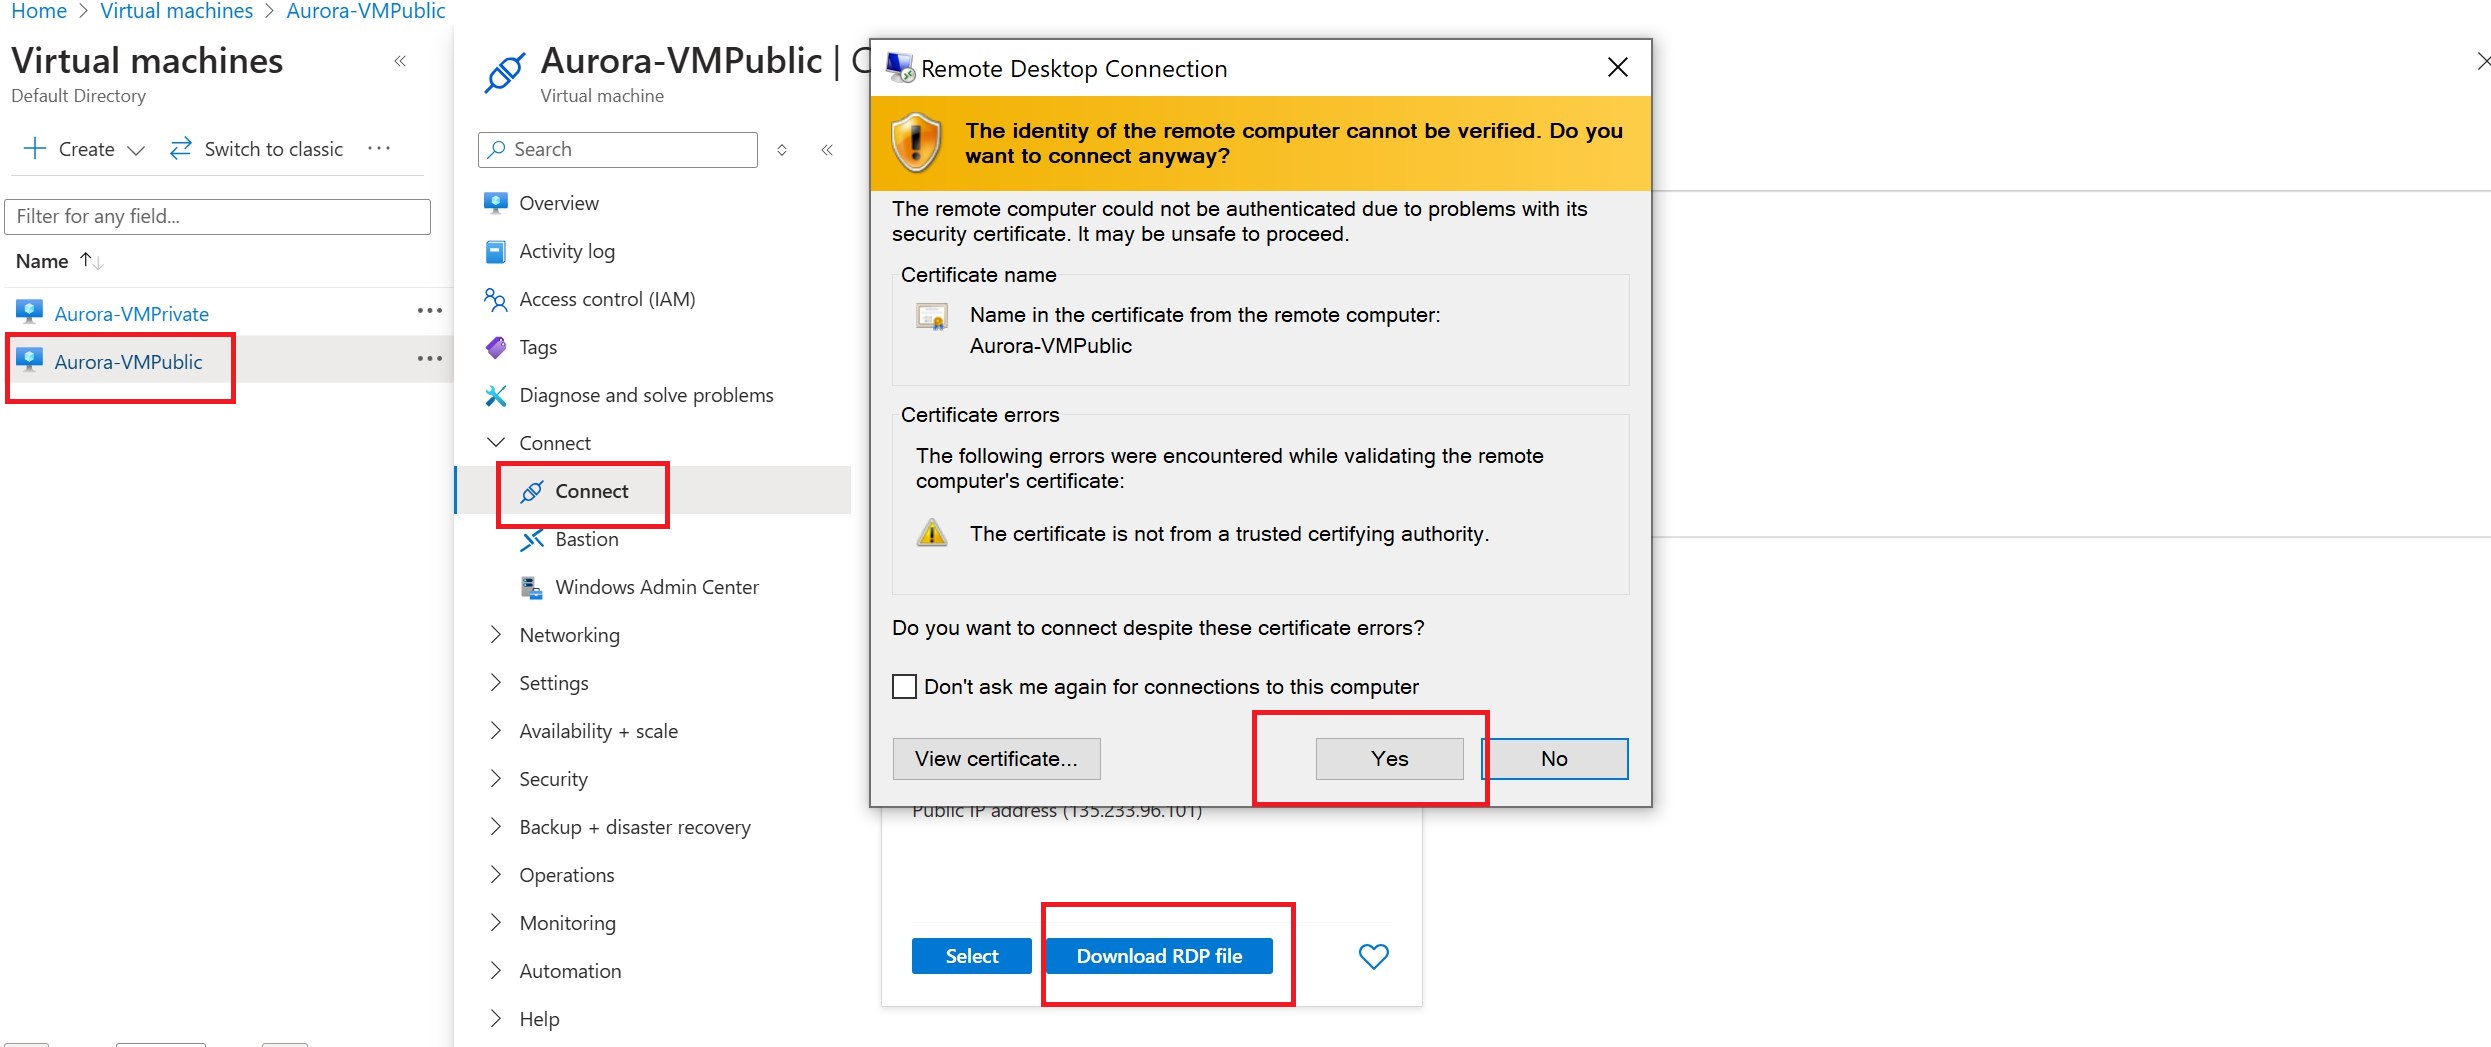 Home > Virtual machines > Aurora-VMPublic
Virtual machines
Default Directory
Create
Switch to classic
Filter for any field...
Name
Aurora-VMPrivate
Aurora-VMPublic
Aurora-VMPublic | C
Virtual machine
Search
Overview
Activity log
Access control (IAM)
Tags
Diagnose and solve problems
Connect
Connect
Bastion
Windows Admin Center
Networking
Settings
Availability + scale
Security
Backup + disaster recovery
Operations
Monitoring
Automation
Help
Remote Desktop Connection
The identity of the remote computer cannot be verified. Do you
want to connect anyway?
The remote computer could not be authenticated due to problems with its
security certificate. It may be unsafe to proceed.
Certificate name
Name in the certificate from the remote computer:
Aurora-VMPublic
Certificate errors
The following errors were encountered while validating the remote
computer's certificate:
The certificate is not from a trusted certifying authority.
Do you want to connect despite these certificate errors?
Don't ask me again for connections to this computer
View certificate...
Yes
No
Public IP address (135.233.96.101)
Select
Download RDP file